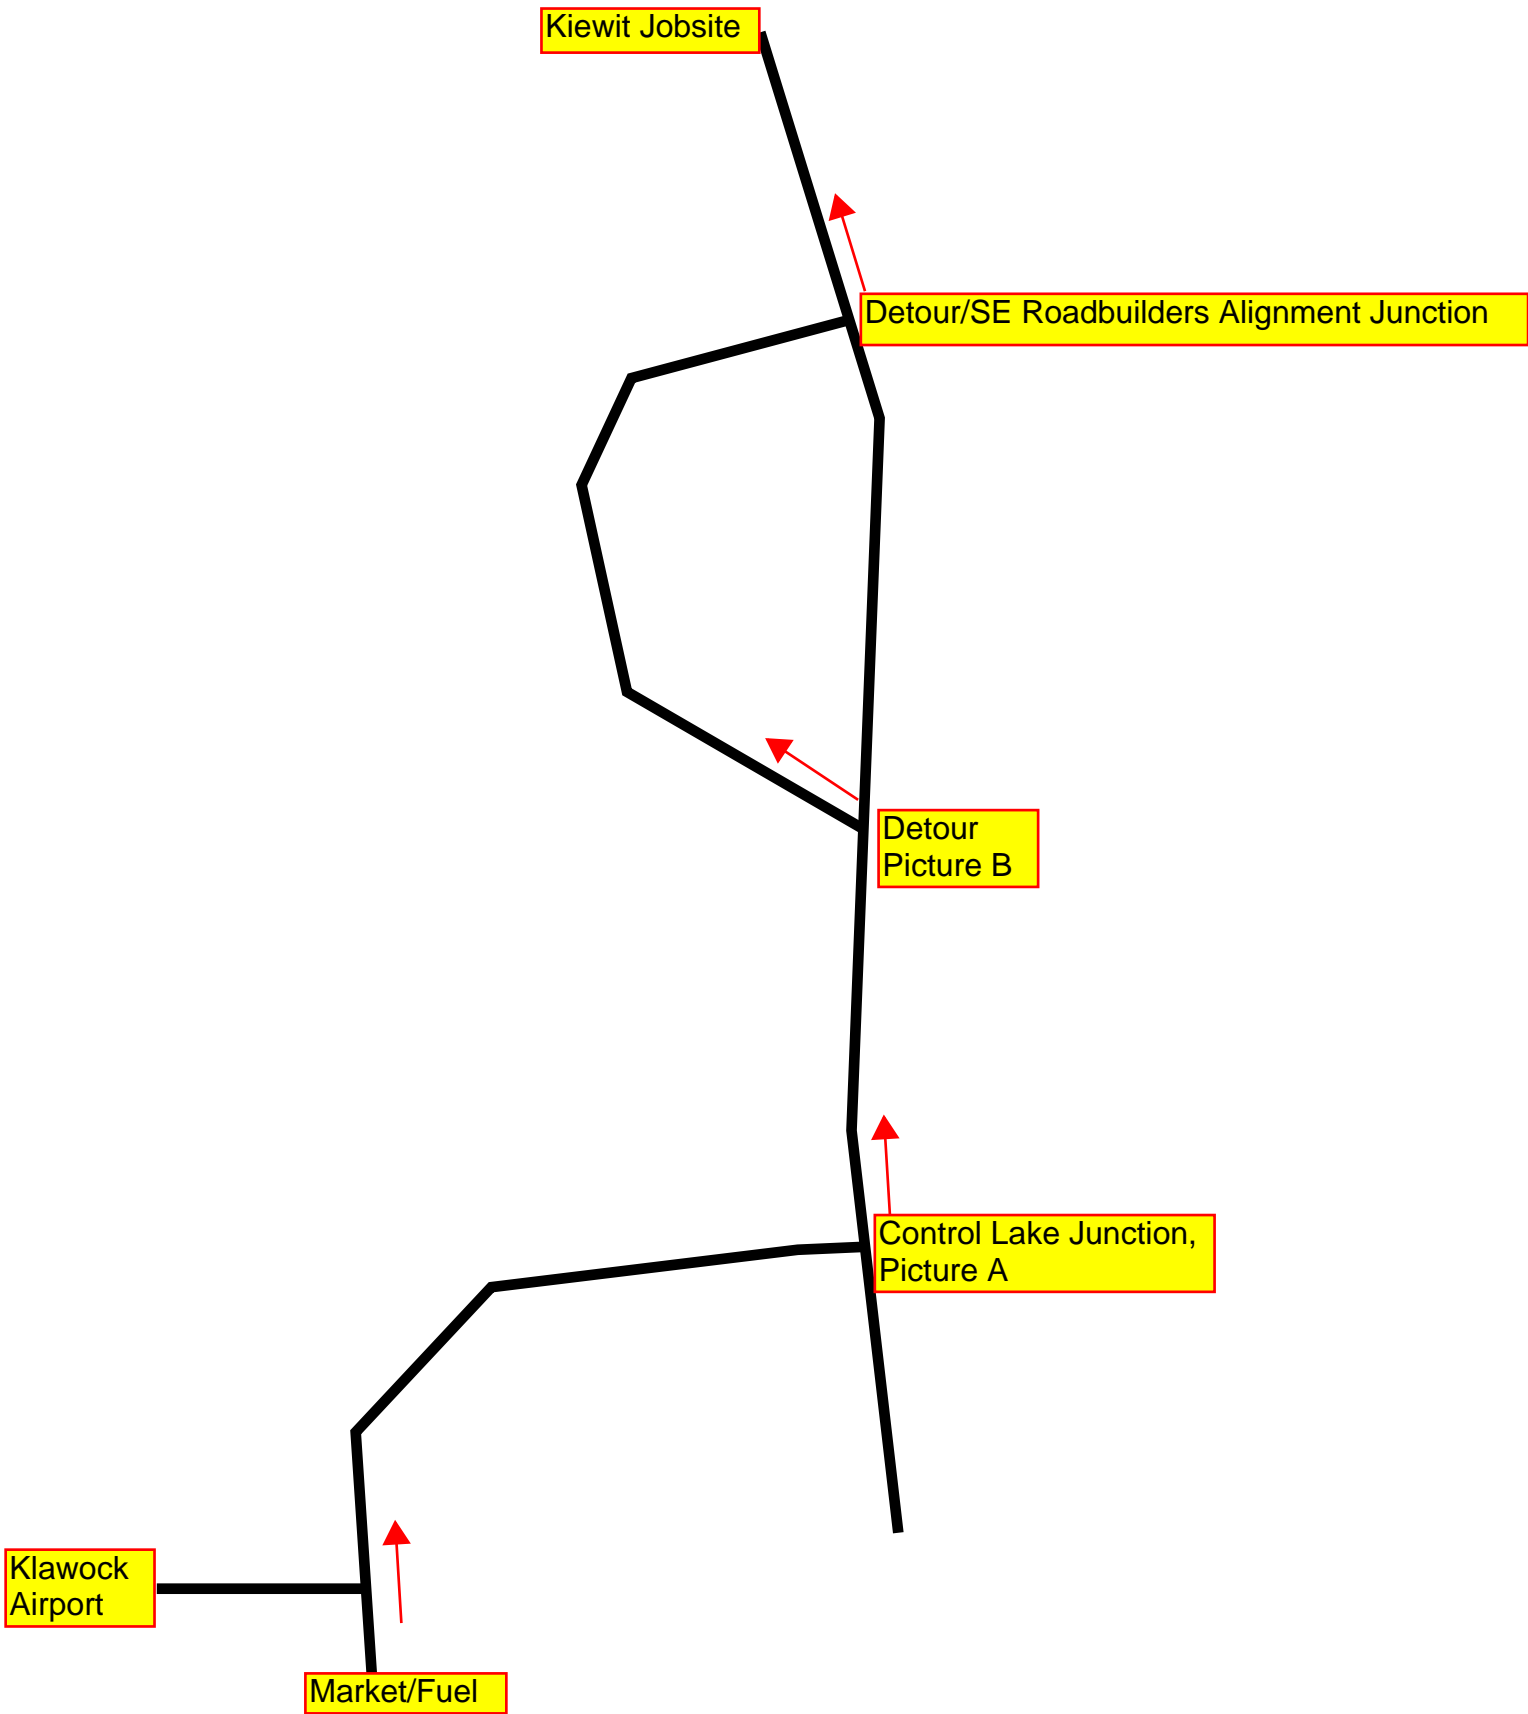 Kiewit Jobsite
Detour/SE Roadbuilders Alignment Junction
Detour
Picture B
Control Lake Junction,
Picture A
Klawock
Airport
Market/Fuel